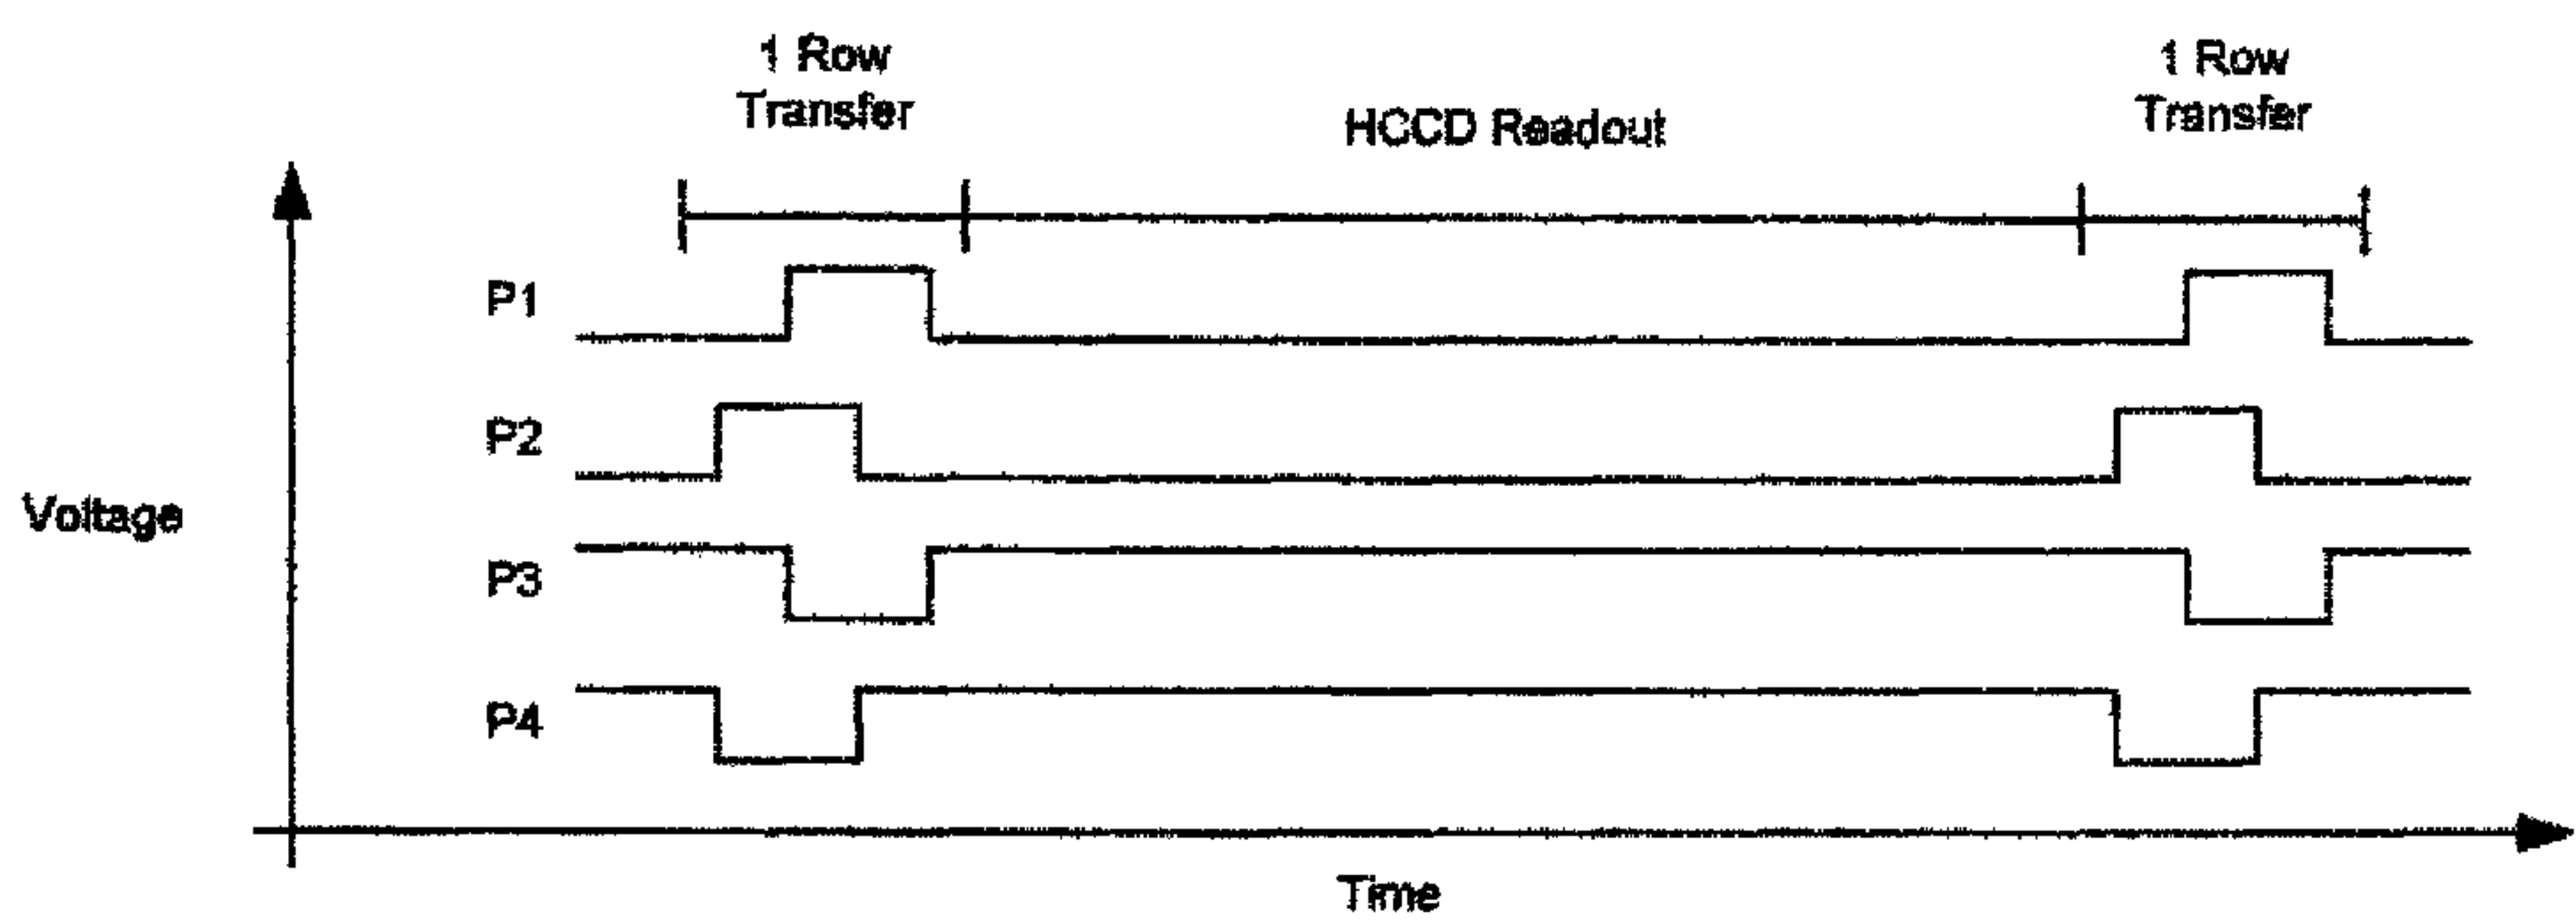 1 Row
Transfer
HCCD Readout
1 Row
Transfer
P1
P2
Voltage
P3
P4
Time